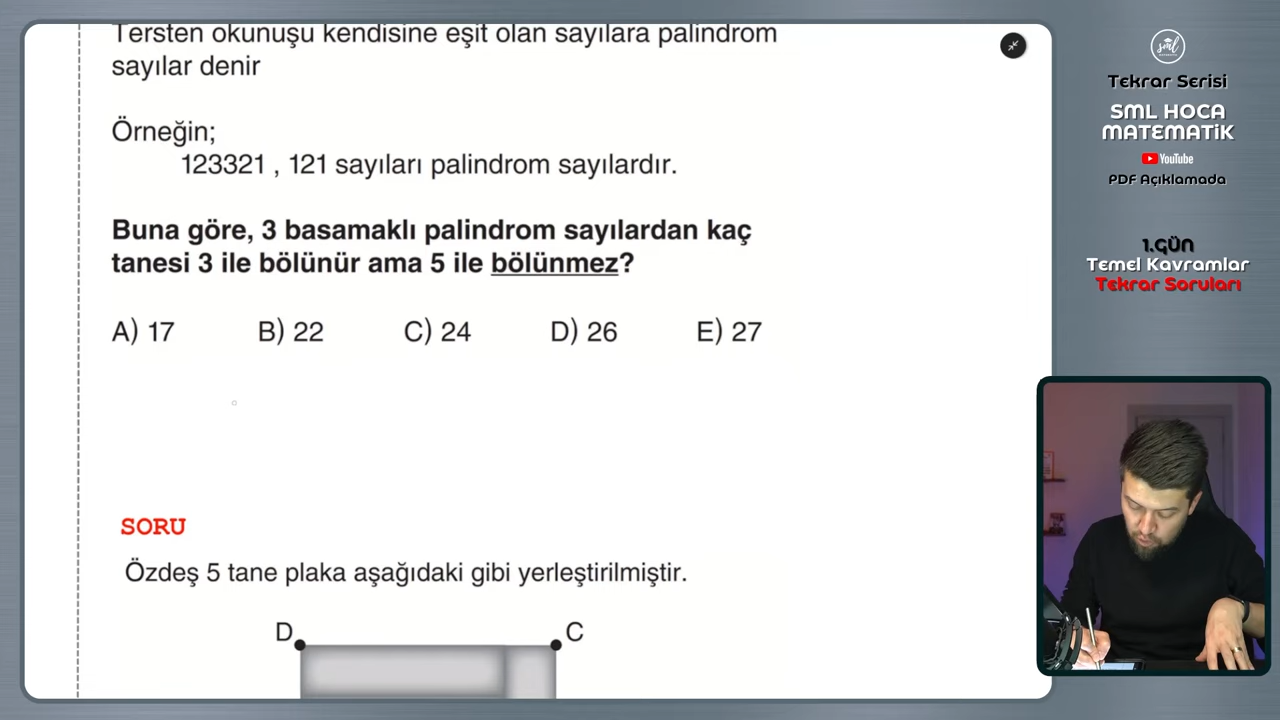 Tersten okunuşu kendisine eşit olan sayılara palindrom
sayılar denir
Örneğin;
123321 , 121 sayıları palindrom sayılardır.
Buna göre, 3 basamaklı palindrom sayılardan kaç
tanesi 3 ile bölünür ama 5 ile bölünmez?
A) 17 B) 22 C) 24 D) 26 E) 27
SORU
Özdeş 5 tane plaka aşağıdaki gibi yerleştirilmiştir.
D C
sml
Tekrar Serisi
SML HOCA
MATEMATİK
YouTube
PDF Açıklamada
1.GÜN
Temel Kavramlar
Tekrar Soruları